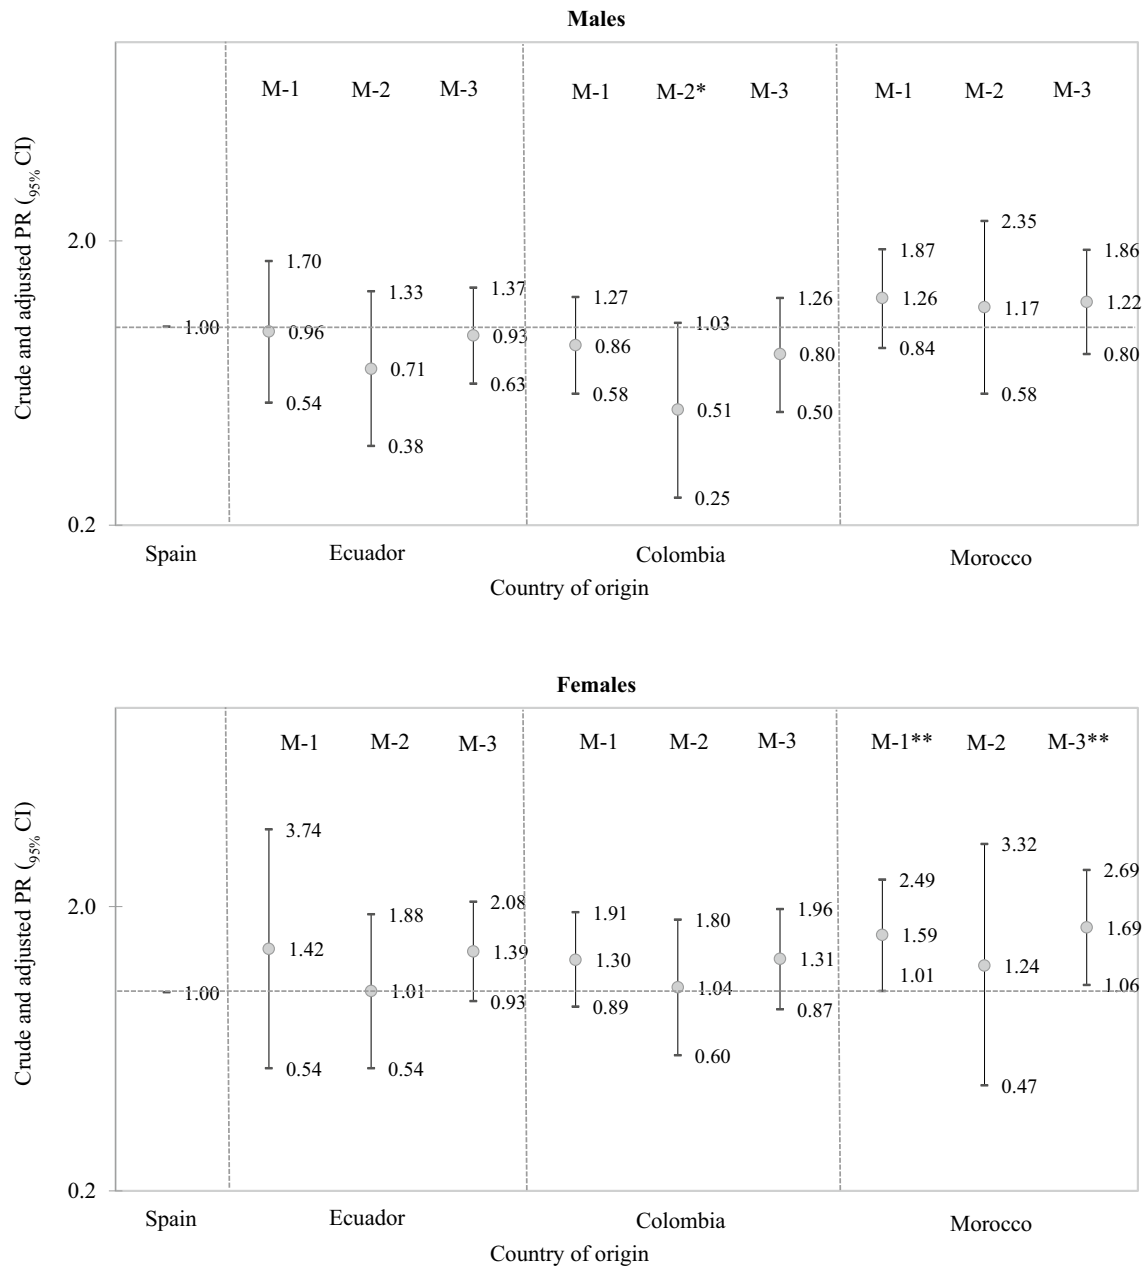 Males
M-1 M-2 M-3 M-1 M-2* M-3 M-1 M-2 M-3
Crude and adjusted PR (95% CI)
2.0
0.2
1.00
1.70 0.96 0.54
1.33 0.71 0.38
1.37 0.93 0.63
1.27 0.86 0.58
1.03 0.51 0.25
1.26 0.80 0.50
1.87 1.26 0.84
2.35 1.17 0.58
1.86 1.22 0.80
Spain Ecuador Colombia Morocco
Country of origin
Females
M-1 M-2 M-3 M-1 M-2 M-3 M-1** M-2 M-3**
Crude and adjusted PR (95% CI)
2.0
0.2
1.00
3.74 1.42 0.54
1.88 1.01 0.54
2.08 1.39 0.93
1.91 1.30 0.89
1.80 1.04 0.60
1.96 1.31 0.87
2.49 1.59 1.01
3.32 1.24 0.47
2.69 1.69 1.06
Spain Ecuador Colombia Morocco
Country of origin